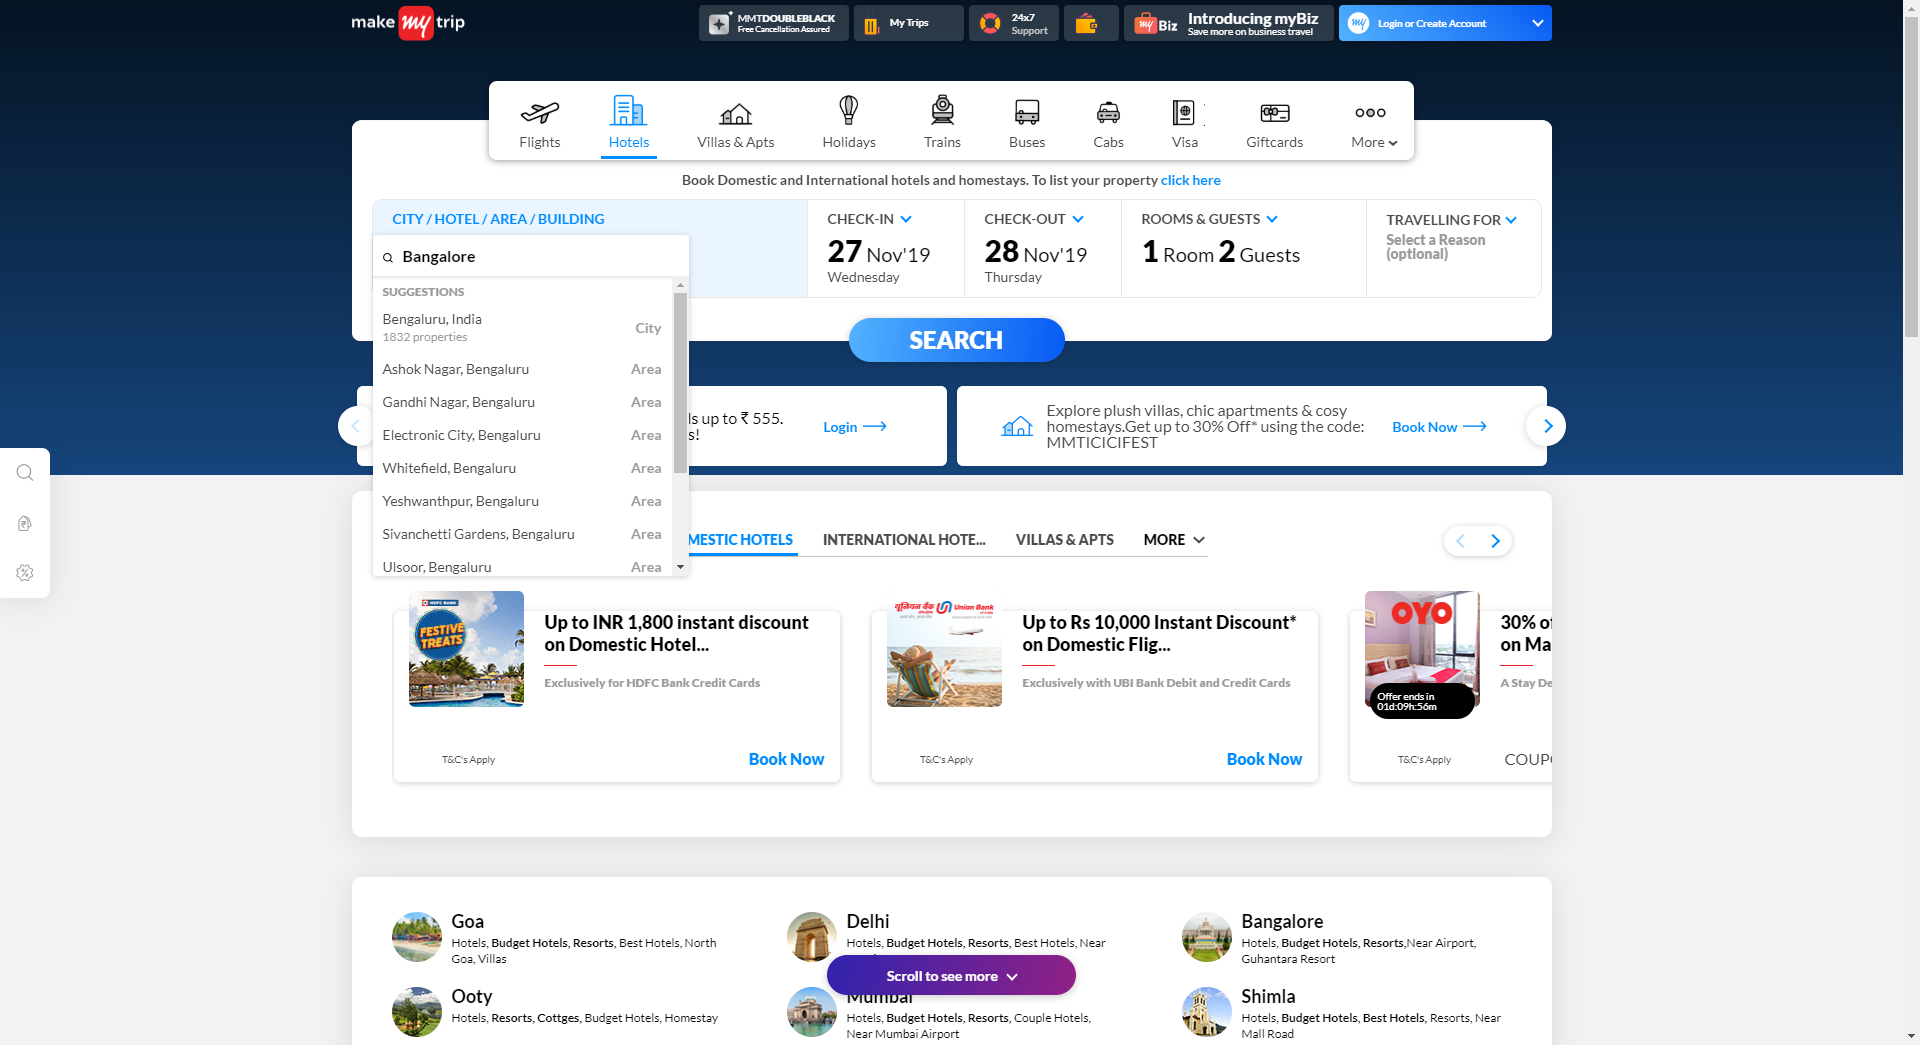 make my trip
MMTDOUBLEBLACK
Free Cancellation Assured
My Trips
24x7
Support
my Biz
Introducing myBiz
Save more on business travel
my
Login or Create Account
Flights
Hotels
Villas & Apts
Holidays
Trains
Buses
Cabs
Visa
Giftcards
More
Book Domestic and International hotels and homestays. To list your property click here
CITY / HOTEL / AREA / BUILDING
CHECK-IN
CHECK-OUT
ROOMS & GUESTS
TRAVELLING FOR
27 Nov'19
Wednesday
28 Nov'19
Thursday
1 Room 2 Guests
Select a Reason
(optional)
Bangalore
SUGGESTIONS
Bengaluru, India
1832 properties
City
Ashok Nagar, Bengaluru Area
Gandhi Nagar, Bengaluru Area
Electronic City, Bengaluru Area
Whitefield, Bengaluru Area
Yeshwanthpur, Bengaluru Area
Sivanchetti Gardens, Bengaluru Area
Ulsoor, Bengaluru Area
SEARCH
ls up to ₹ 555.
s!
Login
Explore plush villas, chic apartments & cosy
homestays.Get up to 30% Off* using the code:
MMTICICIFEST
Book Now
MESTIC HOTELS
INTERNATIONAL HOTE...
VILLAS & APTS
MORE
HDFC BANK
FESTIVE
TREATS
Up to INR 1,800 instant discount
on Domestic Hotel...
Exclusively for HDFC Bank Credit Cards
T&C's Apply
Book Now
यूनियन बैंक
Union Bank
Up to Rs 10,000 Instant Discount*
on Domestic Flig...
Exclusively with UBI Bank Debit and Credit Cards
T&C's Apply
Book Now
OYO
Offer ends in
01d:09h:56m
30% o
on Ma
A Stay De
T&C's Apply
COUP
Goa
Hotels, Budget Hotels, Resorts, Best Hotels, North
Goa, Villas
Delhi
Hotels, Budget Hotels, Resorts, Best Hotels, Near
Bangalore
Hotels, Budget Hotels, Resorts,Near Airport,
Guhantara Resort
Scroll to see more
Ooty
Hotels, Resorts, Cottges, Budget Hotels, Homestay
Mumbai
Hotels, Budget Hotels, Resorts, Couple Hotels,
Near Mumbai Airport
Shimla
Hotels, Budget Hotels, Best Hotels, Resorts, Near
Mall Road